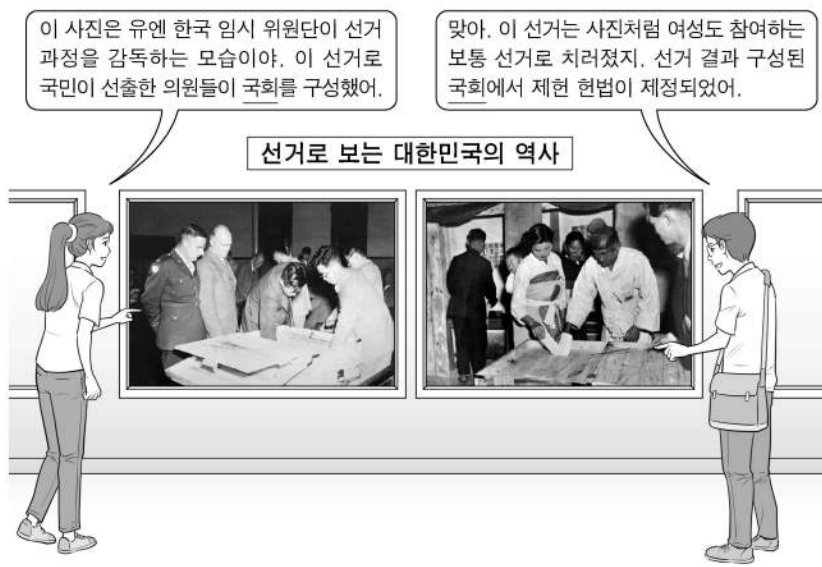 이 사진은 유엔 한국 임시 위원단이 선거
과정을 감독하는 모습이야. 이 선거로
국민이 선출한 의원들이 국회를 구성했어.
맞아. 이 선거는 사진처럼 여성도 참여하는
보통 선거로 치러졌지. 선거 결과 구성된
국회에서 제헌 헌법이 제정되었어.
선거로 보는 대한민국의 역사